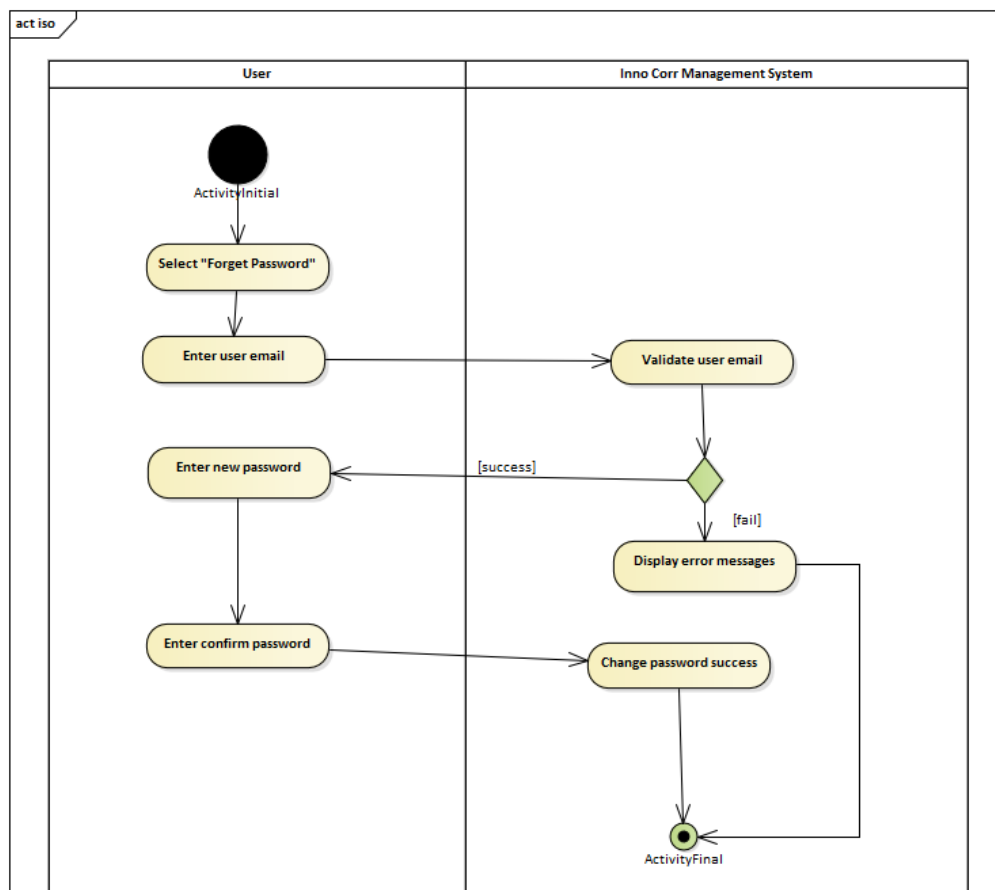 act iso
User
Inno Corr Management System
ActivityInitial
Select "Forget Password"
Enter user email
Validate user email
Enter new password
[success]
[fail]
Display error messages
Enter confirm password
Change password success
ActivityFinal